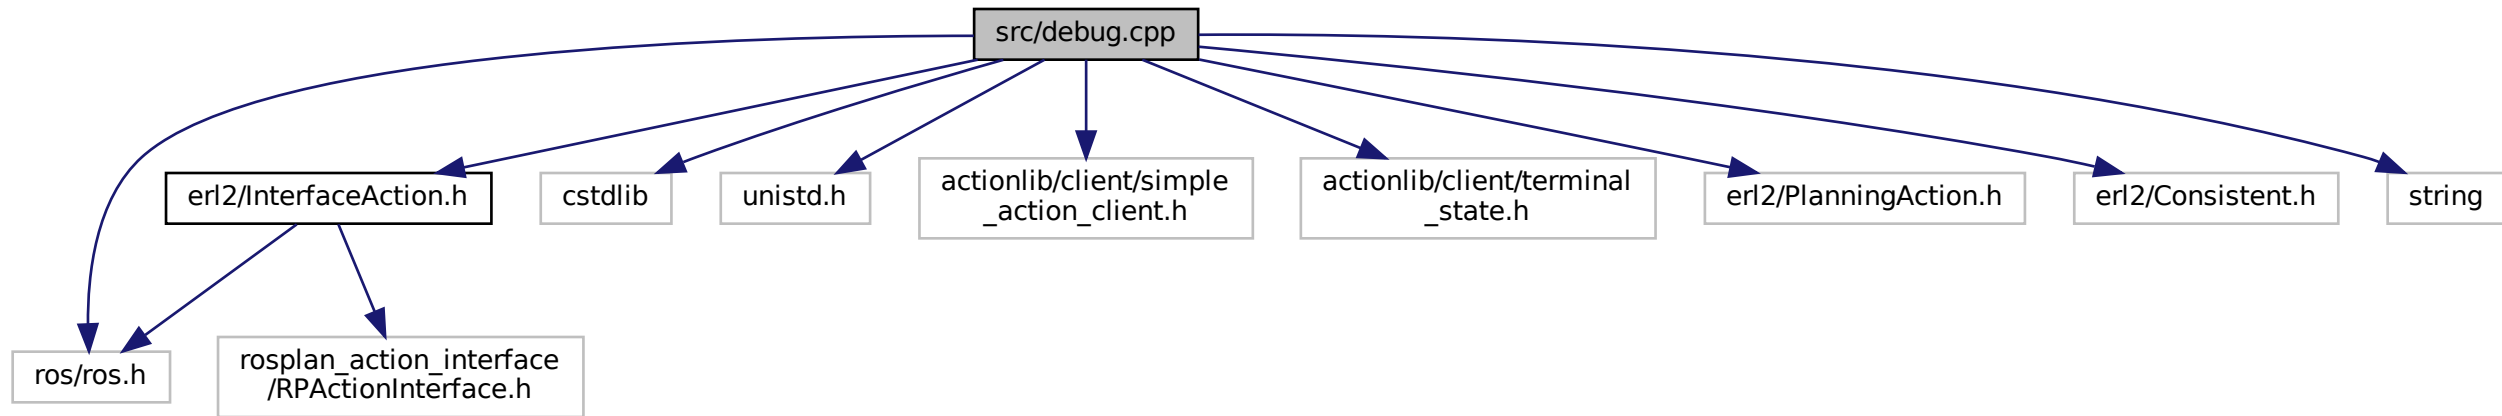 src/debug.cpp
erl2/InterfaceAction.h
cstdlib
unistd.h
actionlib/client/simple
_action_client.h
actionlib/client/terminal
_state.h
erl2/PlanningAction.h
erl2/Consistent.h
string
ros/ros.h
rosplan_action_interface
/RPActionInterface.h